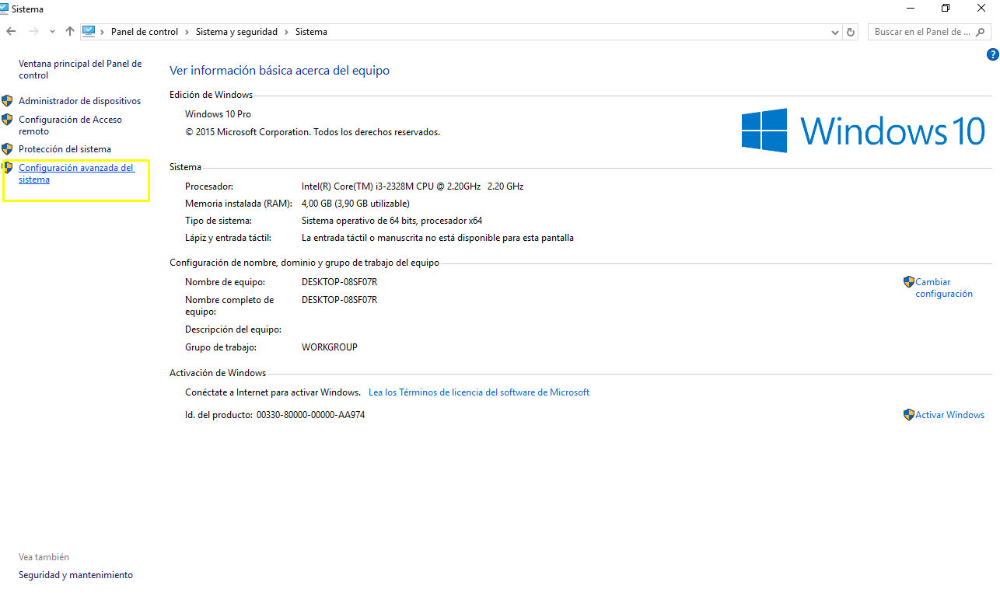 Sistema
Panel de control > Sistema y seguridad > Sistema
Buscar en el Panel de ...
Ventana principal del Panel de
control
Administrador de dispositivos
Configuración de Acceso
remoto
Protección del sistema
Configuración avanzada del
sistema
Ver información básica acerca del equipo
Edición de Windows
Windows 10 Pro
© 2015 Microsoft Corporation. Todos los derechos reservados.
Windows 10
Sistema
Procesador: Intel(R) Core(TM) i3-2328M CPU @ 2.20GHz 2.20 GHz
Memoria instalada (RAM): 4,00 GB (3,90 GB utilizable)
Tipo de sistema: Sistema operativo de 64 bits, procesador x64
Lápiz y entrada táctil: La entrada táctil o manuscrita no está disponible para esta pantalla
Configuración de nombre, dominio y grupo de trabajo del equipo
Nombre de equipo: DESKTOP-08SF07R
Cambiar
configuración
Nombre completo de
equipo: DESKTOP-08SF07R
Descripción del equipo:
Grupo de trabajo: WORKGROUP
Activación de Windows
Conéctate a Internet para activar Windows. Lea los Términos de licencia del software de Microsoft
Id. del producto: 00330-80000-00000-AA974
Activar Windows
Vea también
Seguridad y mantenimiento